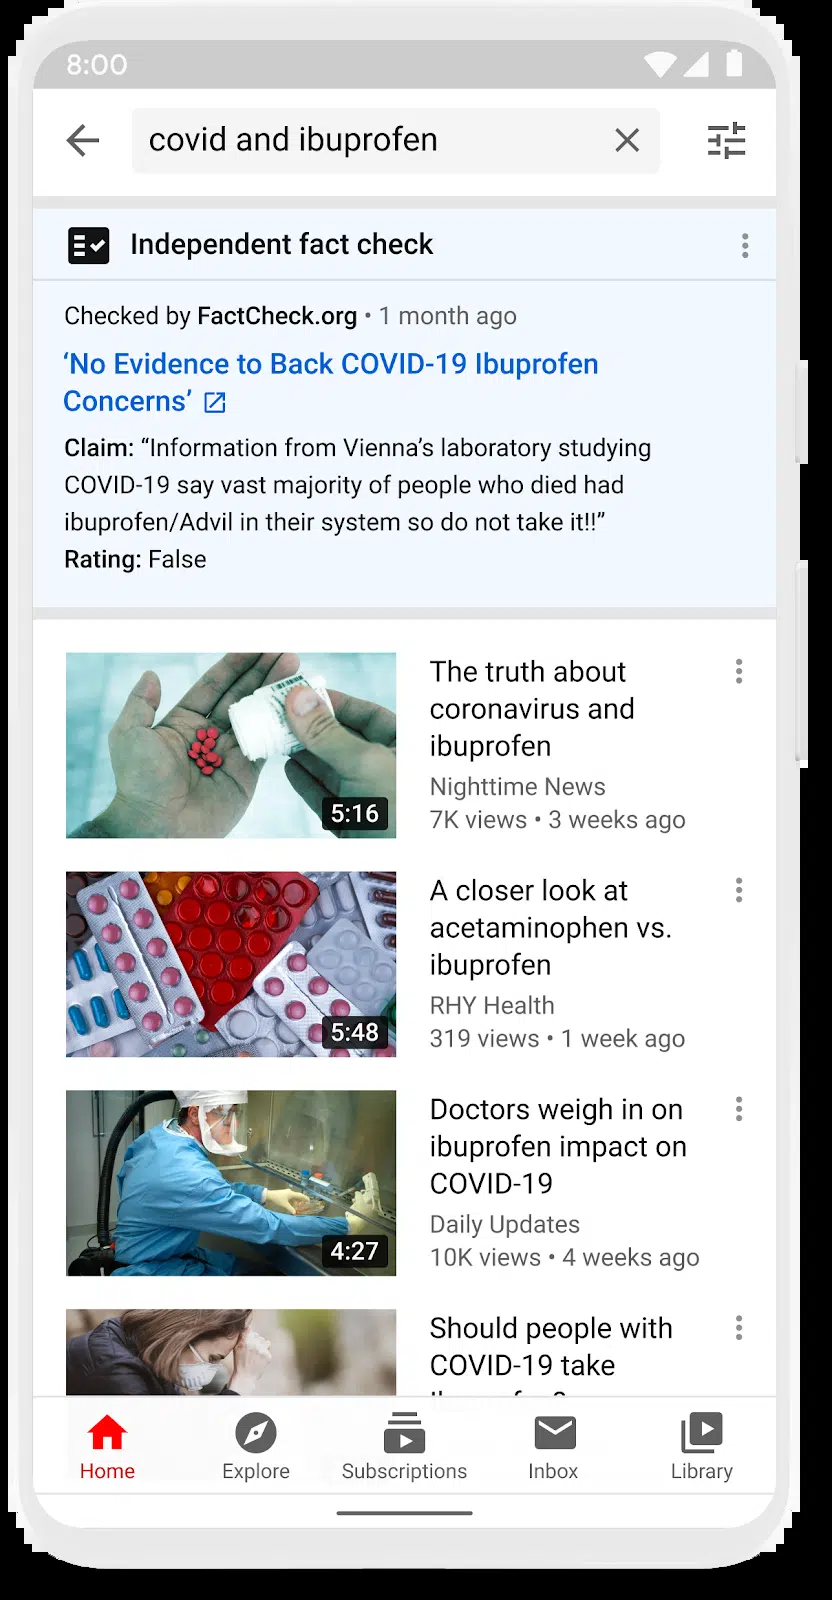 8:00
covid and ibuprofen
Independent fact check
Checked by FactCheck.org • 1 month ago
‘No Evidence to Back COVID-19 Ibuprofen
Concerns’
Claim: “Information from Vienna’s laboratory studying
COVID-19 say vast majority of people who died had
ibuprofen/Advil in their system so do not take it!!”
Rating: False
The truth about
coronavirus and
ibuprofen
Nighttime News
7K views • 3 weeks ago
5:16
A closer look at
acetaminophen vs.
ibuprofen
RHY Health
319 views • 1 week ago
5:48
Doctors weigh in on
ibuprofen impact on
COVID-19
Daily Updates
10K views • 4 weeks ago
4:27
Should people with
COVID-19 take
Home
Explore
Subscriptions
Inbox
Library